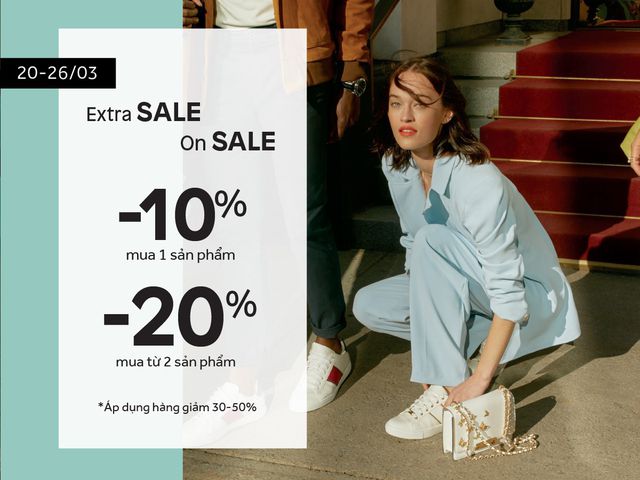 20-26/03
Extra SALE
On SALE
-10%
mua 1 sản phẩm
-20%
mua từ 2 sản phẩm
*Áp dụng hàng giảm 30-50%